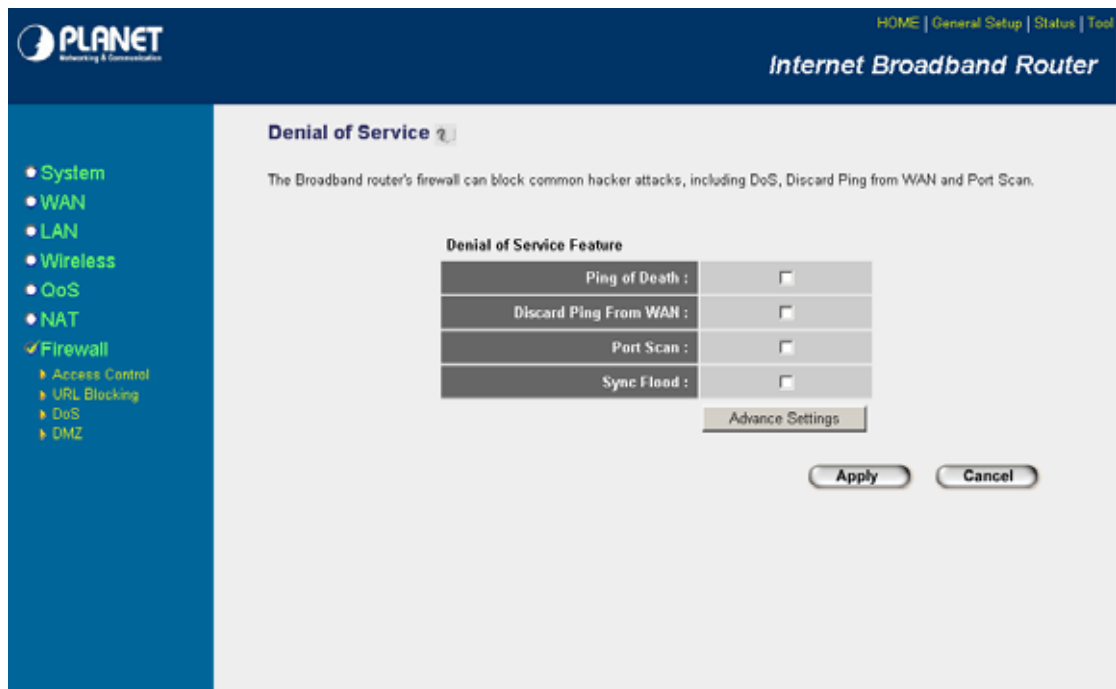 PLANET
Networking & Communication
HOME | General Setup | Status | Tool
Internet Broadband Router
System
WAN
LAN
Wireless
QoS
NAT
Firewall
Access Control
URL Blocking
DoS
DMZ
Denial of Service
The Broadband router's firewall can block common hacker attacks, including DoS, Discard Ping from WAN and Port Scan.
Denial of Service Feature
Ping of Death :
Discard Ping From WAN :
Port Scan :
Sync Flood :
Advance Settings
Apply
Cancel